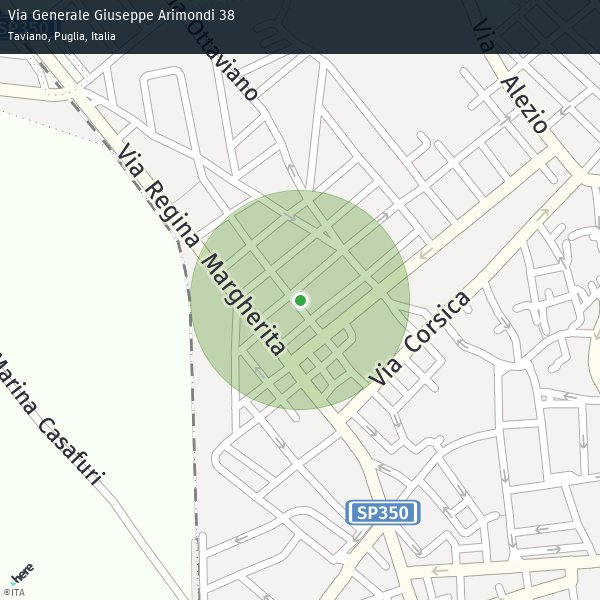 Via Generale Giuseppe Arimondi 38
Taviano, Puglia, Italia
SP350
Ottaviano
Via Alezio
Via Regina Margherita
Via Corsica
Marina Casafuri
SP350
here
©ITA